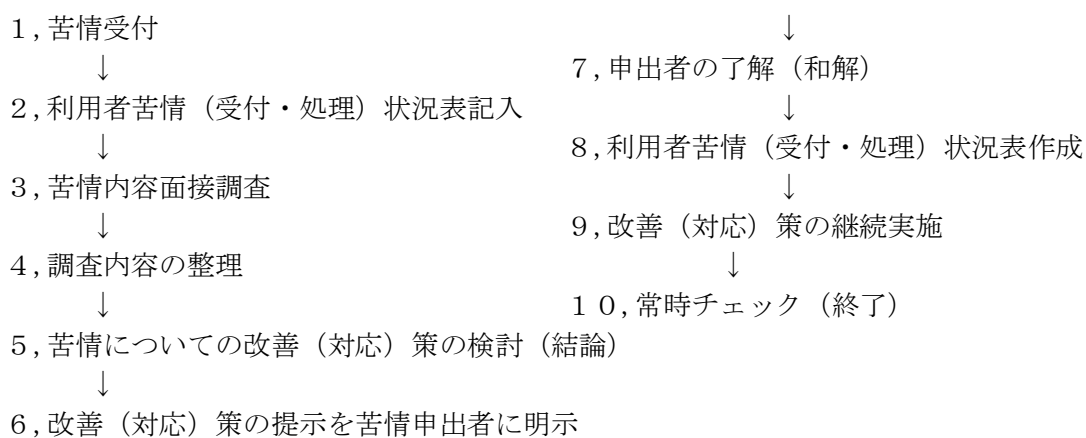 １,苦情受付
↓
２,利用者苦情（受付・処理）状況表記入
↓
３,苦情内容面接調査
↓
４,調査内容の整理
↓
５,苦情についての改善（対応）策の検討（結論）
↓
６,改善（対応）策の提示を苦情申出者に明示
↓
７,申出者の了解（和解）
↓
８,利用者苦情（受付・処理）状況表作成
↓
９,改善（対応）策の継続実施
↓
１０,常時チェック（終了）